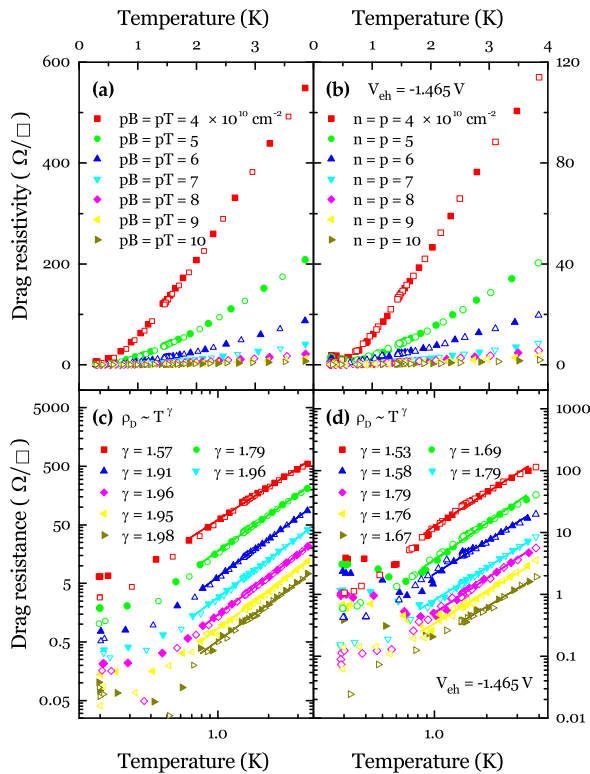 Temperature (K)
Temperature (K)
0 1 2 3 0 1 2 3 4
600
400
200
0
120
80
40
0
Drag resistivity ( Ω/□ )
(a)
pB = pT = 4 × 10¹⁰ cm⁻²
pB = pT = 5
pB = pT = 6
pB = pT = 7
pB = pT = 8
pB = pT = 9
pB = pT = 10
(b) V_eh = -1.465 V
n = p = 4 × 10¹⁰ cm⁻²
n = p = 5
n = p = 6
n = p = 7
n = p = 8
n = p = 9
n = p = 10
5000
500
50
5
0.5
0.05
Drag resistance ( Ω/□ )
(c) ρ_D ~ T^γ
γ = 1.57 γ = 1.79
γ = 1.91 γ = 1.96
γ = 1.96
γ = 1.95
γ = 1.98
(d) ρ_D ~ T^γ
γ = 1.53 γ = 1.69
γ = 1.58 γ = 1.79
γ = 1.79
γ = 1.76
γ = 1.67
V_eh = -1.465 V
1000
100
10
1
0.1
0.01
1.0 1.0
Temperature (K)
Temperature (K)